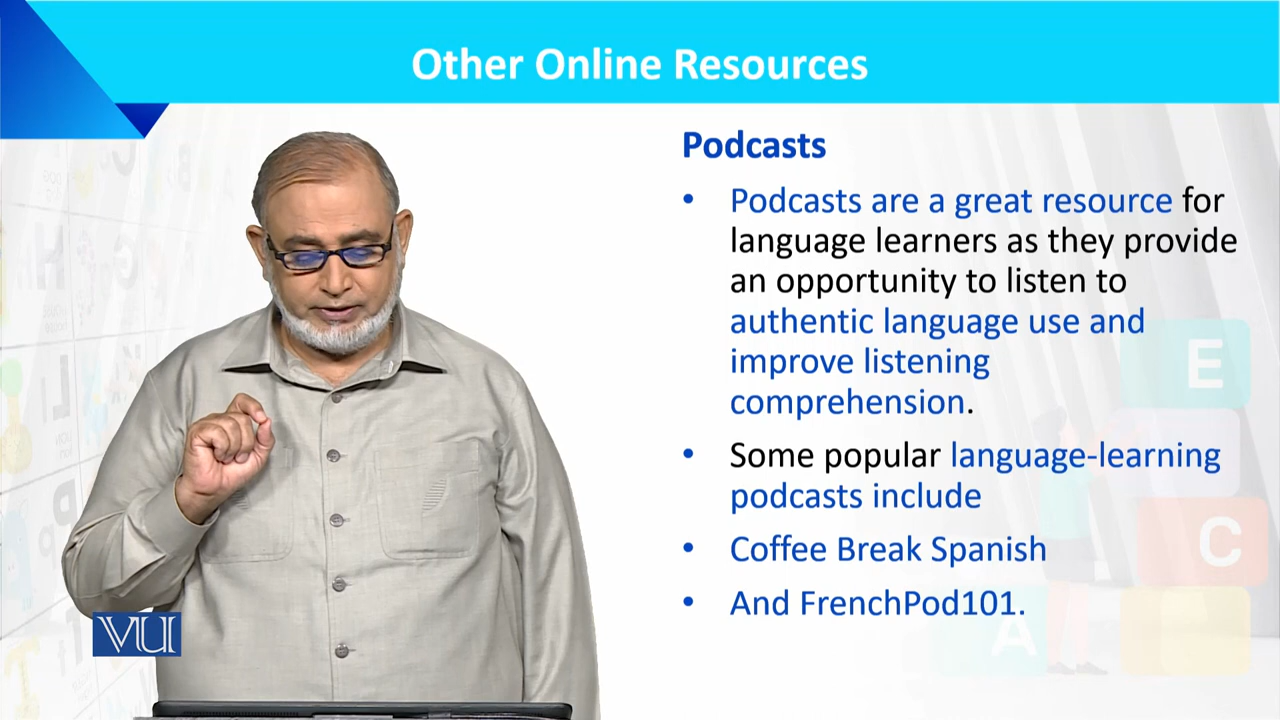 Other Online Resources
Podcasts
• Podcasts are a great resource for
language learners as they provide
an opportunity to listen to
authentic language use and
improve listening
comprehension.
• Some popular language-learning
podcasts include
• Coffee Break Spanish
• And FrenchPod101.
VU
E
C
A